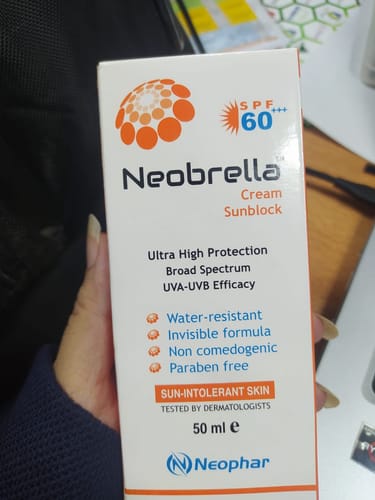 SPF
60+++
Neobrella™
Cream
Sunblock
Ultra High Protection
Broad Spectrum
UVA-UVB Efficacy
Water-resistant
Invisible formula
Non comedogenic
Paraben free
SUN-INTOLERANT SKIN
TESTED BY DERMATOLOGISTS
50 ml e
Neophar